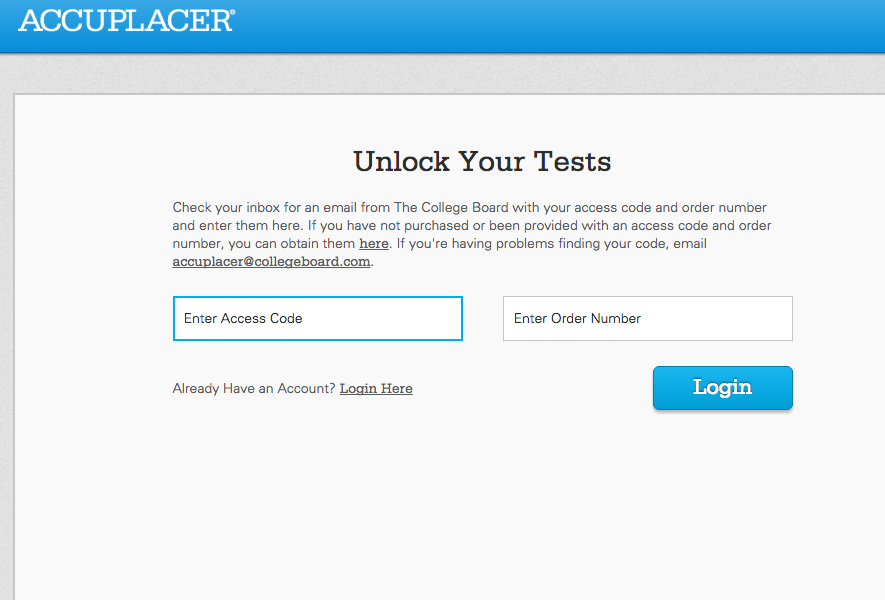 ACCUPLACER®
Unlock Your Tests
Check your inbox for an email from The College Board with your access code and order number
and enter them here. If you have not purchased or been provided with an access code and order
number, you can obtain them here. If you're having problems finding your code, email
accuplacer@collegeboard.com.
Enter Access Code
Enter Order Number
Already Have an Account? Login Here
Login